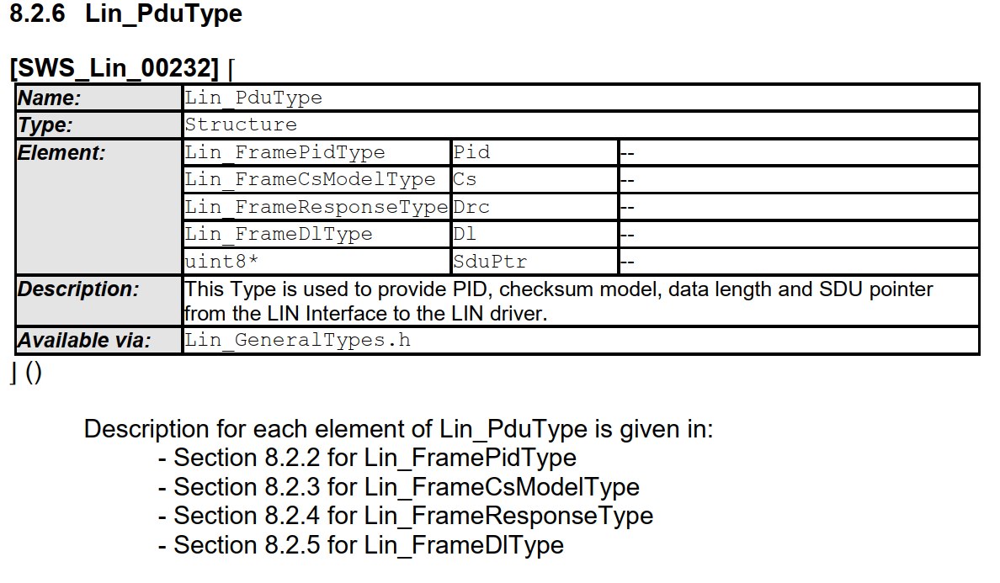 8.2.6 Lin_PduType
[SWS_Lin_00232] ⌈
Name: Lin_PduType
Type: Structure
Element: Lin_FramePidType Pid --
Lin_FrameCsModelType Cs --
Lin_FrameResponseType Drc --
Lin_FrameDlType Dl --
uint8* SduPtr --
Description: This Type is used to provide PID, checksum model, data length and SDU pointer
from the LIN Interface to the LIN driver.
Available via: Lin_GeneralTypes.h
⌋ ()
Description for each element of Lin_PduType is given in:
- Section 8.2.2 for Lin_FramePidType
- Section 8.2.3 for Lin_FrameCsModelType
- Section 8.2.4 for Lin_FrameResponseType
- Section 8.2.5 for Lin_FrameDlType